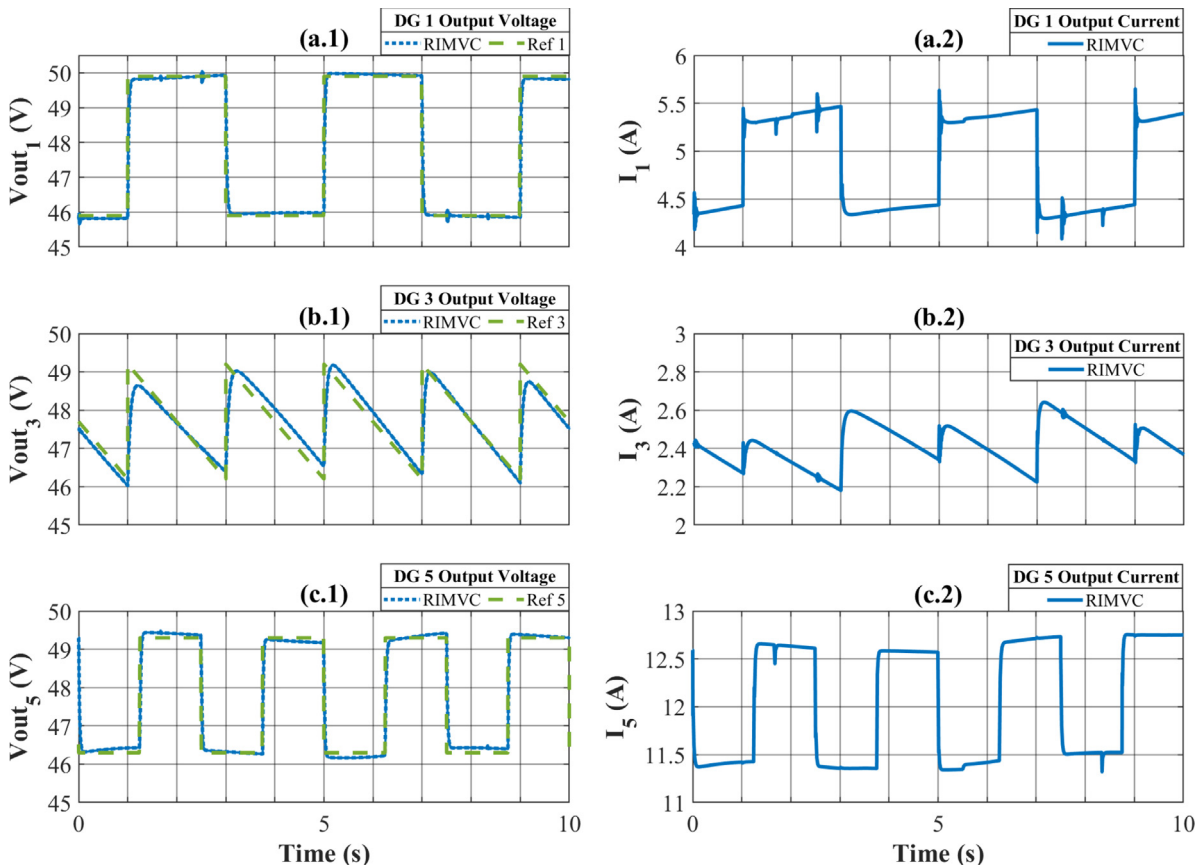 DG 1 Output Voltage
RIMVC Ref 1
(a.1)
50
49
48
47
46
45
Vout1 (V)
DG 1 Output Current
RIMVC
(a.2)
6
5.5
5
4.5
4
I1 (A)
DG 3 Output Voltage
RIMVC Ref 3
(b.1)
50
49
48
47
46
45
Vout3 (V)
DG 3 Output Current
RIMVC
(b.2)
3
2.8
2.6
2.4
2.2
2
I3 (A)
DG 5 Output Voltage
RIMVC Ref 5
(c.1)
50
49
48
47
46
45
Vout5 (V)
0 5 10
Time (s)
DG 5 Output Current
RIMVC
(c.2)
13
12.5
12
11.5
11
I5 (A)
0 5 10
Time (s)